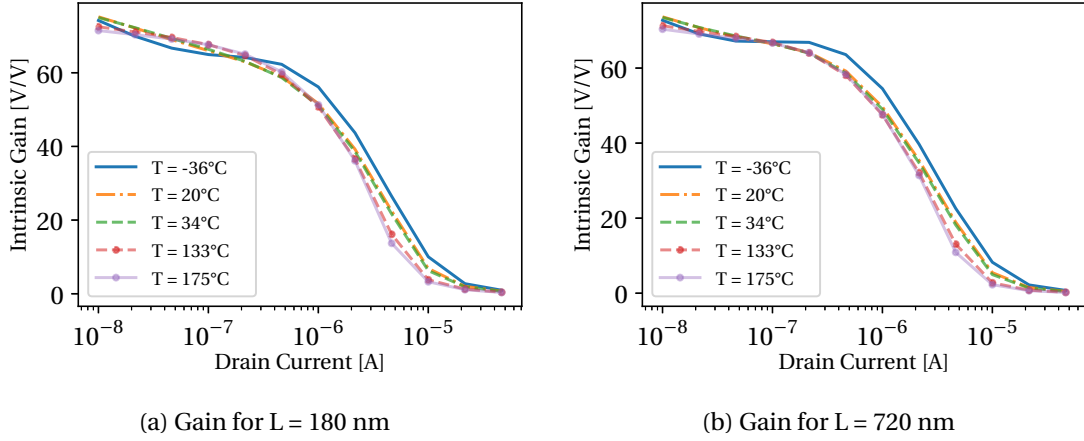 Intrinsic Gain [V/V]
60
40
20
0
T = -36°C
T = 20°C
T = 34°C
T = 133°C
T = 175°C
10⁻⁸
10⁻⁷
10⁻⁶
10⁻⁵
Drain Current [A]
(a) Gain for L = 180 nm
Intrinsic Gain [V/V]
60
40
20
0
T = -36°C
T = 20°C
T = 34°C
T = 133°C
T = 175°C
10⁻⁸
10⁻⁷
10⁻⁶
10⁻⁵
Drain Current [A]
(b) Gain for L = 720 nm